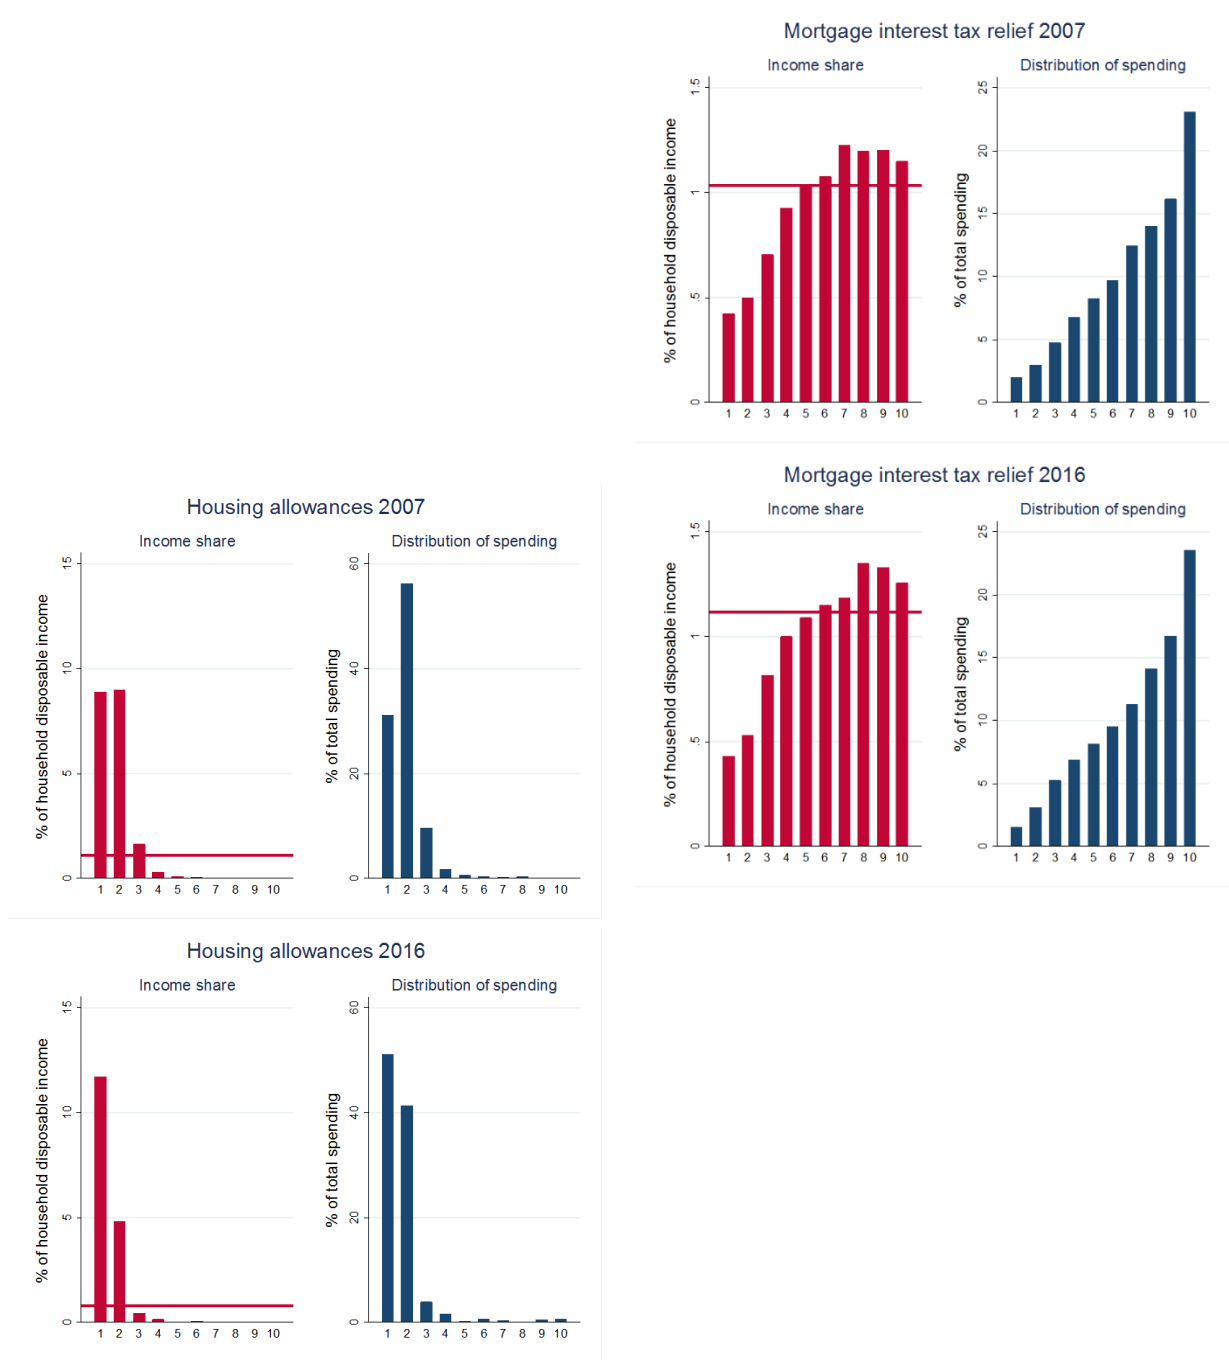 Mortgage interest tax relief 2007
Income share
Distribution of spending
% of household disposable income
0 .5 1 1.5
1 2 3 4 5 6 7 8 9 10
% of total spending
0 5 10 15 20 25
1 2 3 4 5 6 7 8 9 10
Mortgage interest tax relief 2016
Income share
Distribution of spending
% of household disposable income
0 .5 1 1.5
1 2 3 4 5 6 7 8 9 10
% of total spending
0 5 10 15 20 25
1 2 3 4 5 6 7 8 9 10
Housing allowances 2007
Income share
Distribution of spending
% of household disposable income
0 5 10 15
1 2 3 4 5 6 7 8 9 10
% of total spending
0 20 40 60
1 2 3 4 5 6 7 8 9 10
Housing allowances 2016
Income share
Distribution of spending
% of household disposable income
0 5 10 15
1 2 3 4 5 6 7 8 9 10
% of total spending
0 20 40 60
1 2 3 4 5 6 7 8 9 10